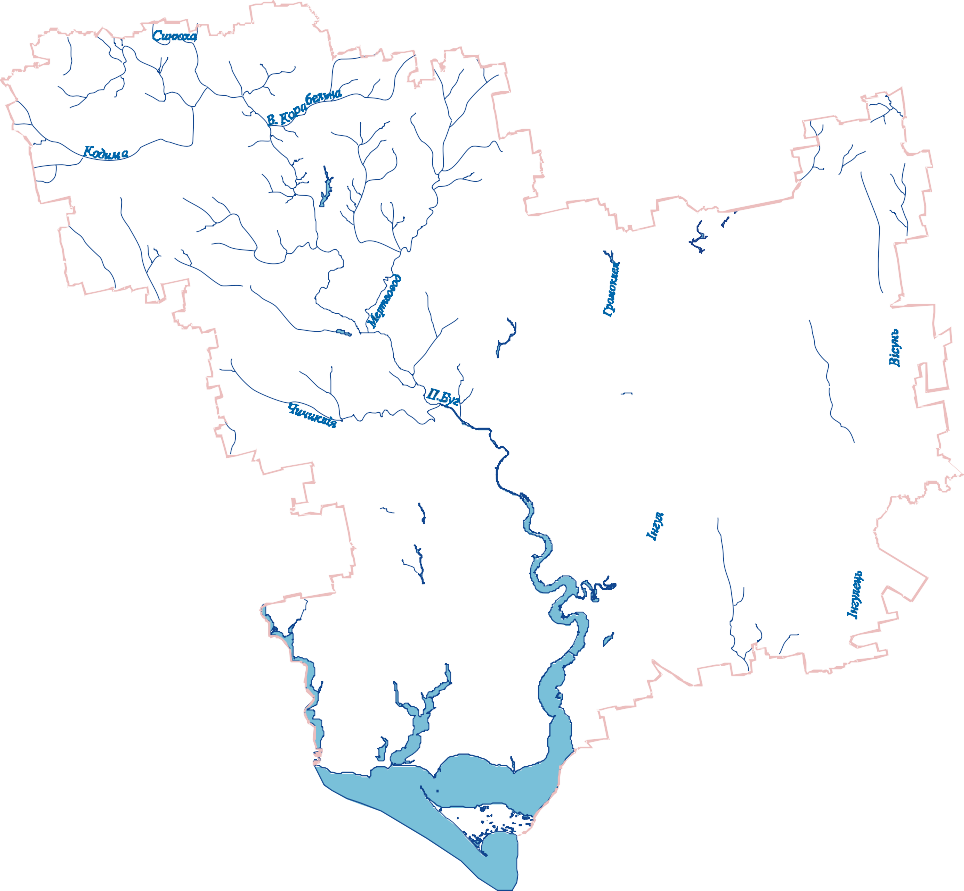 Синюха
В. Корабельна
Кодима
Мертвовод
Громоклея
Вісунь
П.Буг
Чичиклія
Інгул
Інгулець